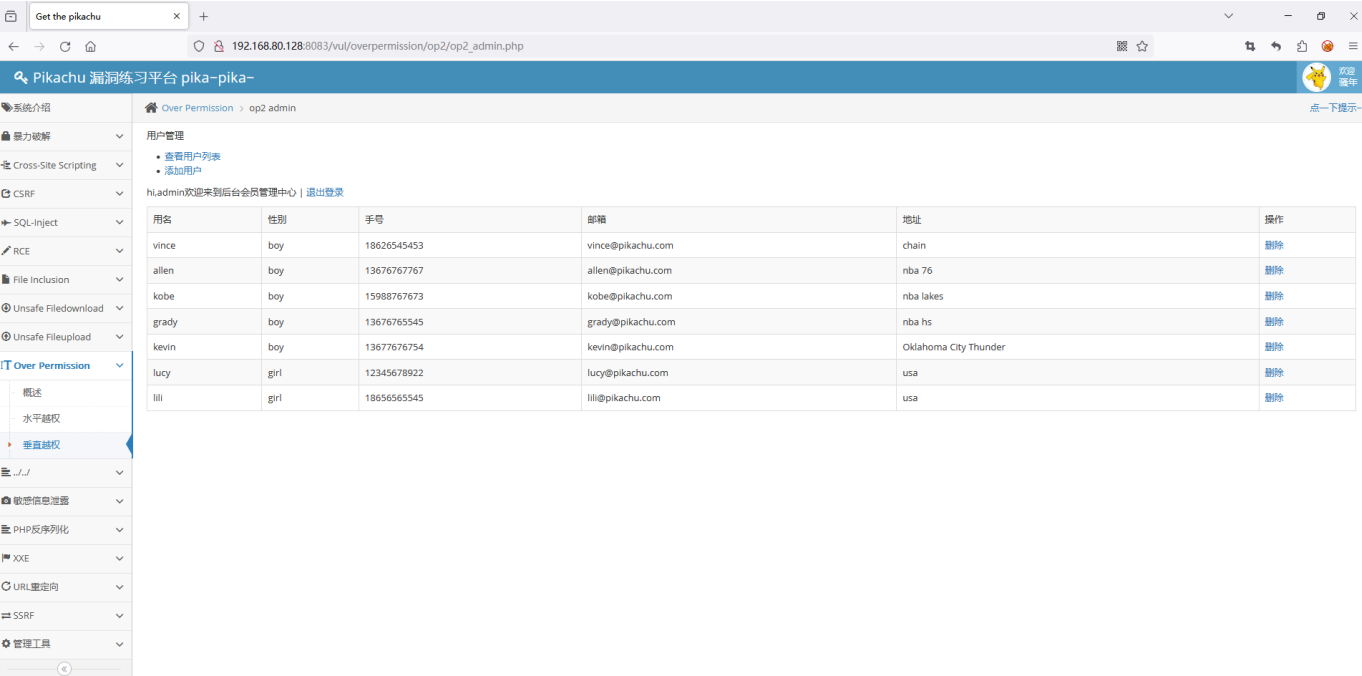 Get the pikachu
192.168.80.128:8083/vul/overpermission/op2/op2_admin.php
Pikachu 漏洞练习平台 pika~pika~
欢迎
骚年
系统介绍
暴力破解
Cross-Site Scripting
CSRF
SQL-Inject
RCE
File Inclusion
Unsafe Filedownload
Unsafe Fileupload
Over Permission
概述
水平越权
垂直越权
../../
敏感信息泄露
PHP反序列化
XXE
URL重定向
SSRF
管理工具
Over Permission > op2 admin
点一下提示~
用户管理
查看用户列表
添加用户
hi,admin欢迎来到后台会员管理中心 | 退出登录
用名 性别 手号 邮箱 地址 操作
vince boy 18626545453 vince@pikachu.com chain 删除
allen boy 13676767767 allen@pikachu.com nba 76 删除
kobe boy 15988767673 kobe@pikachu.com nba lakes 删除
grady boy 13676765545 grady@pikachu.com nba hs 删除
kevin boy 13677676754 kevin@pikachu.com Oklahoma City Thunder 删除
lucy girl 12345678922 lucy@pikachu.com usa 删除
lili girl 18656565545 lili@pikachu.com usa 删除